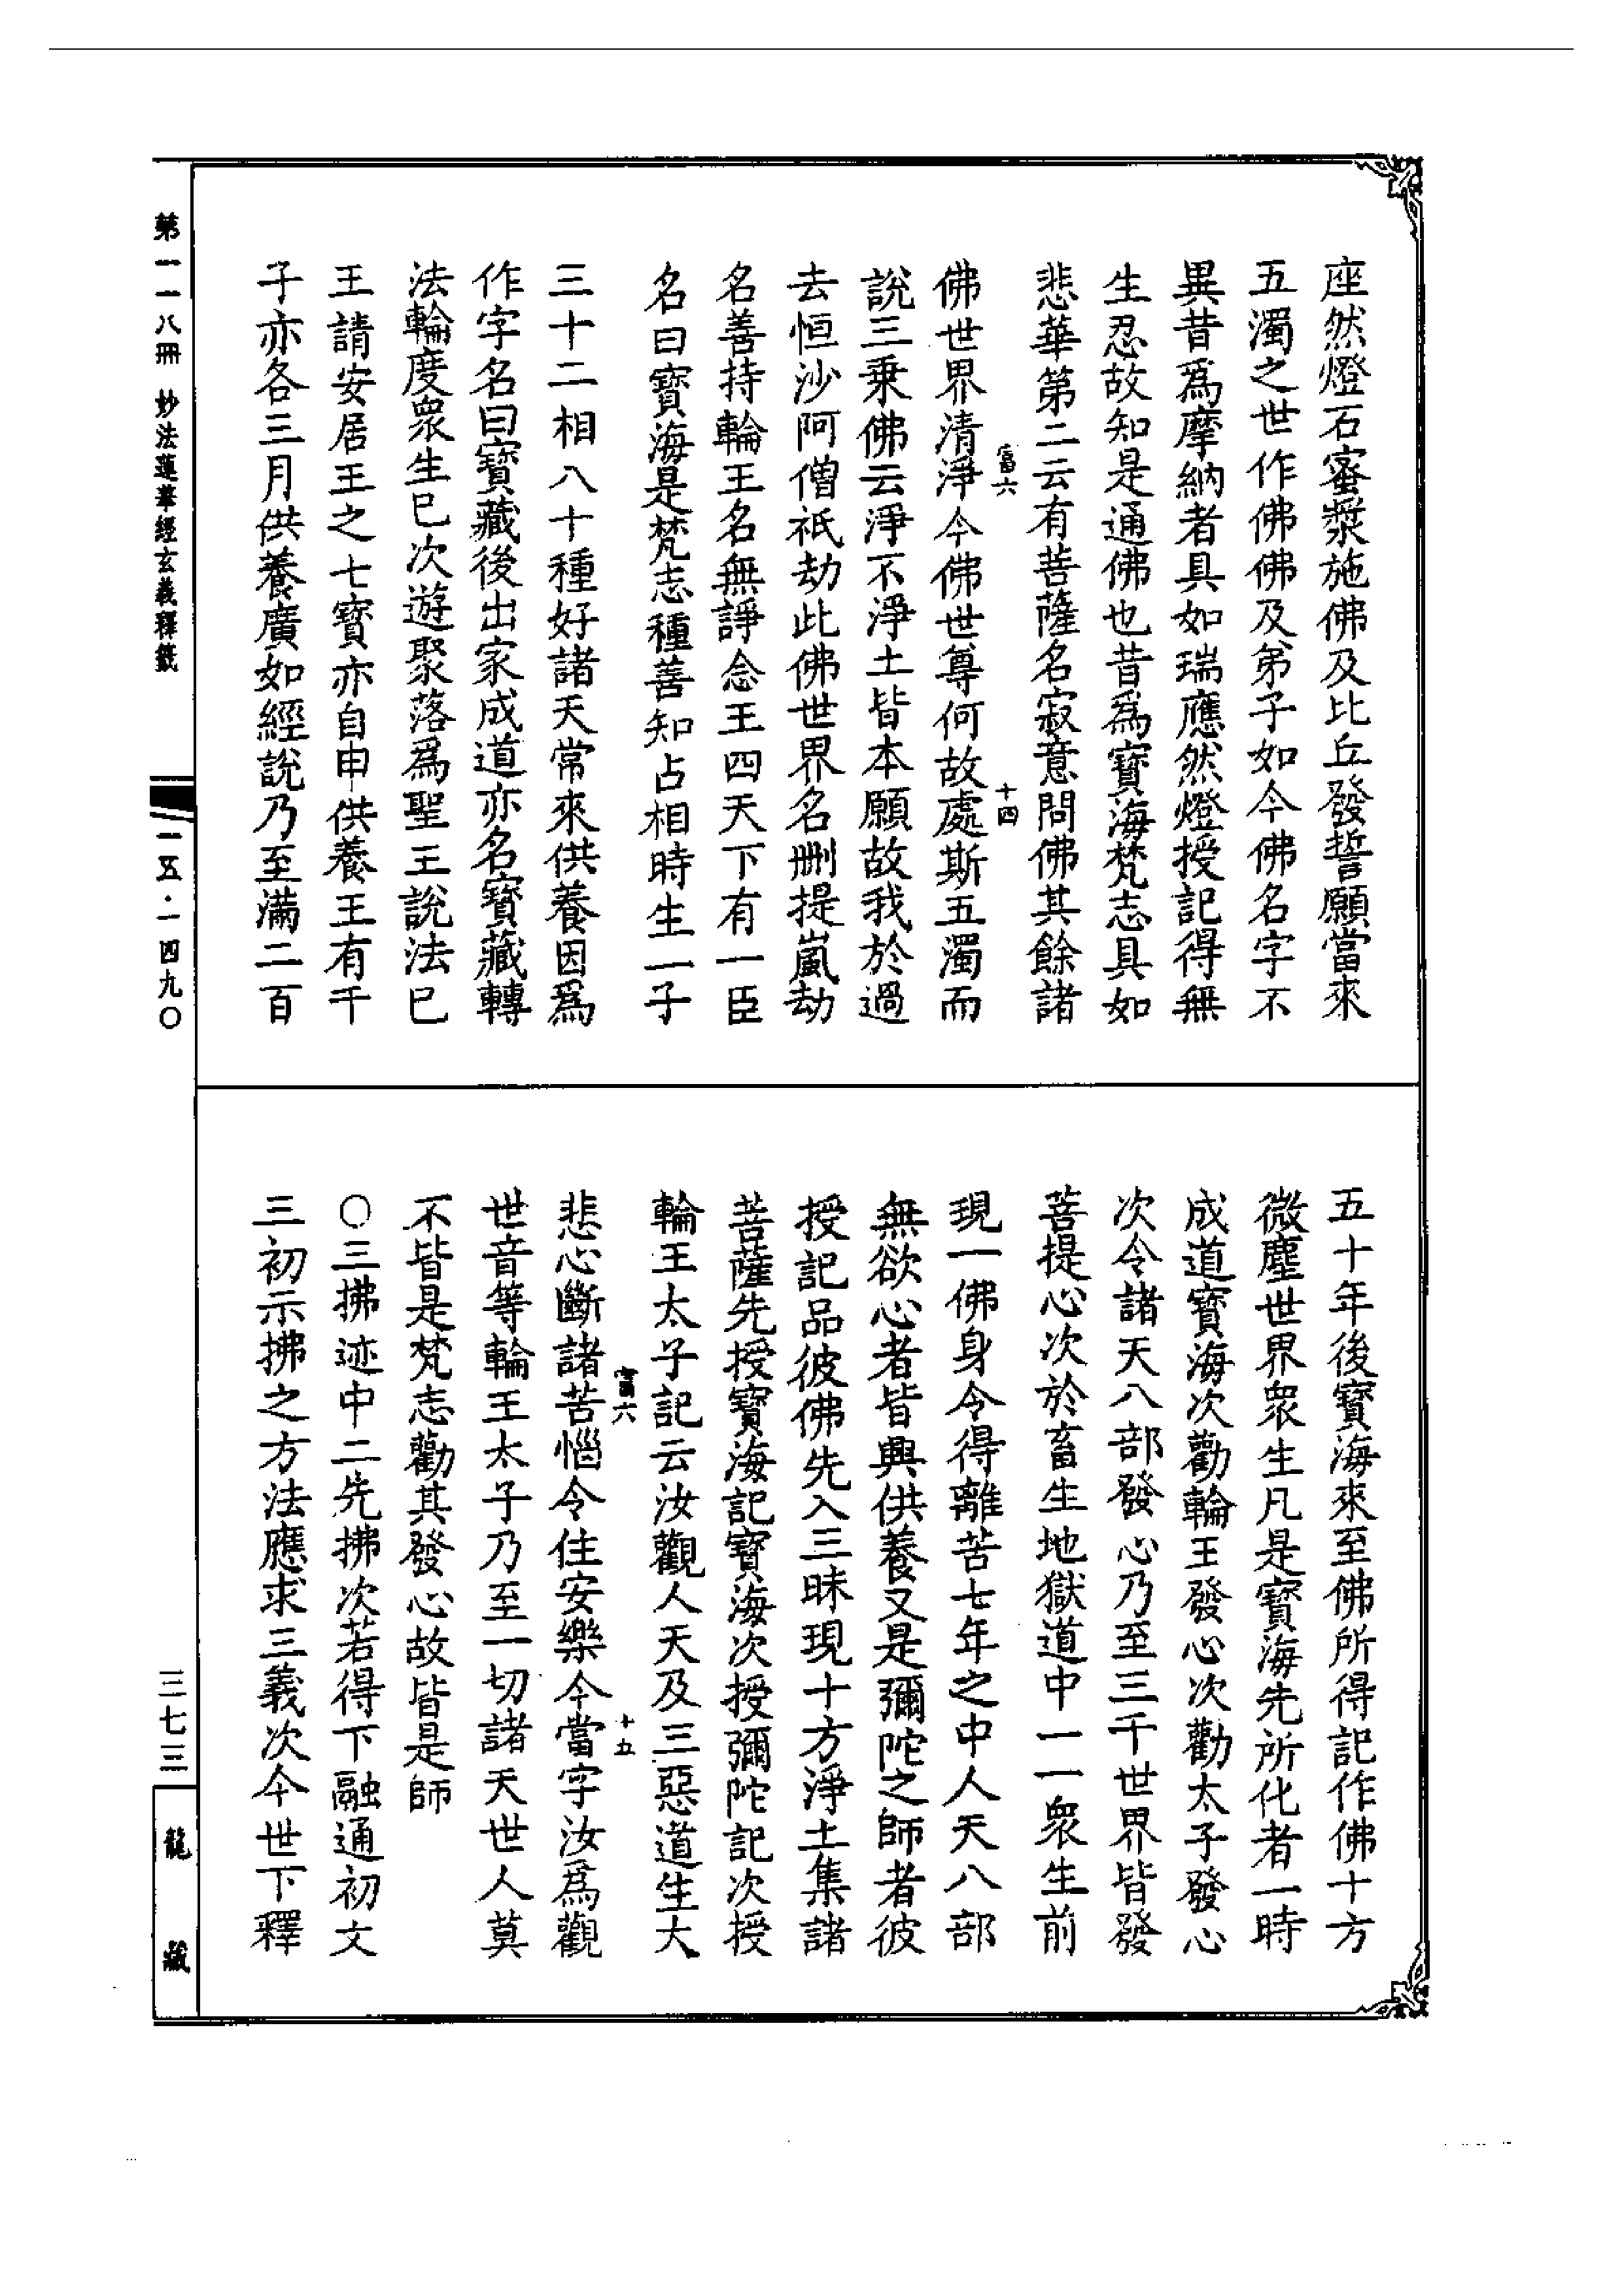 座然燈石蜜漿施佛及比丘發誓願當來
五濁之世作佛佛及弟子如今佛名字不
異昔爲摩納者具如瑞應然燈授記得無
生忍故知是通佛也昔爲寶海梵志具如
悲華第二云有菩薩名寂意問佛其餘諸
富六
十四
佛世界清淨今佛世尊何故處斯五濁而
說三乗佛云淨不淨土皆本願故我於過
去恒沙阿僧祇劫此佛世界名刪提嵐劫
名善持輪王名無諍念王四天下有一臣
名曰寶海是梵志種善知占相時生一子
三十二相八十種好諸天常來供養因爲
作字名曰寶藏後出家成道亦名寶藏轉
法輪度衆生已次遊聚落爲聖王說法已
王請安居王之七寶亦自申供養王有千
子亦各三月供養廣如經說乃至滿二百
五十年後寶海來至佛所得記作佛十方
微塵世界衆生凡是寶海先所化者一時
成道寶海次勸輪王發心次勸太子發心
次令諸天八部發心乃至三千世界皆發
菩提心次於畜生地獄道中一一衆生前
現一佛身令得離苦七年之中人天八部
無欲心者皆興供養又是彌陀之師者彼
授記品彼佛先入三昧現十方淨土集諸
菩薩先授寶海記寶海次授彌陀記次授
輪王太子記云汝觀人天及三惡道生大
富六
十五
悲心斷諸苦惱令住安樂今當字汝爲觀
世音等輪王太子乃至一切諸天世人莫
不皆是梵志勸其發心故皆是師
〇三拂迹中二先拂次若得下融通初文
三初示拂之方法應求三義次今世下釋
第一一八冊 妙法蓮華經玄義釋籤
一五·一四九〇
三七三
龍藏